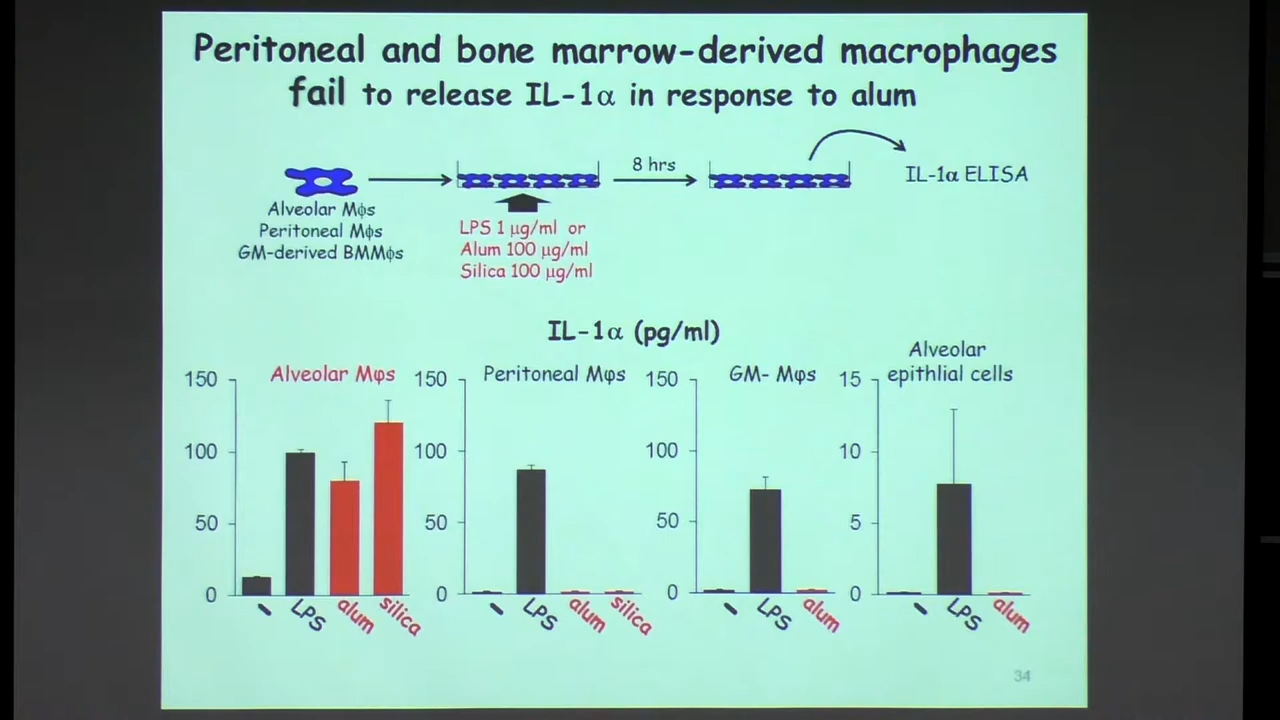 Peritoneal and bone marrow-derived macrophages
fail to release IL-1α in response to alum
8 hrs
IL-1α ELISA
Alveolar Mϕs
Peritoneal Mϕs
GM-derived BMMϕs
LPS 1 μg/ml or
Alum 100 μg/ml
Silica 100 μg/ml
IL-1α (pg/ml)
Alveolar Mφs
150
100
50
0
-
LPS
alum
silica
Peritoneal Mφs
150
100
50
0
-
LPS
alum
silica
GM- Mφs
150
100
50
0
-
LPS
alum
Alveolar
epithlial cells
15
10
5
0
-
LPS
alum
34